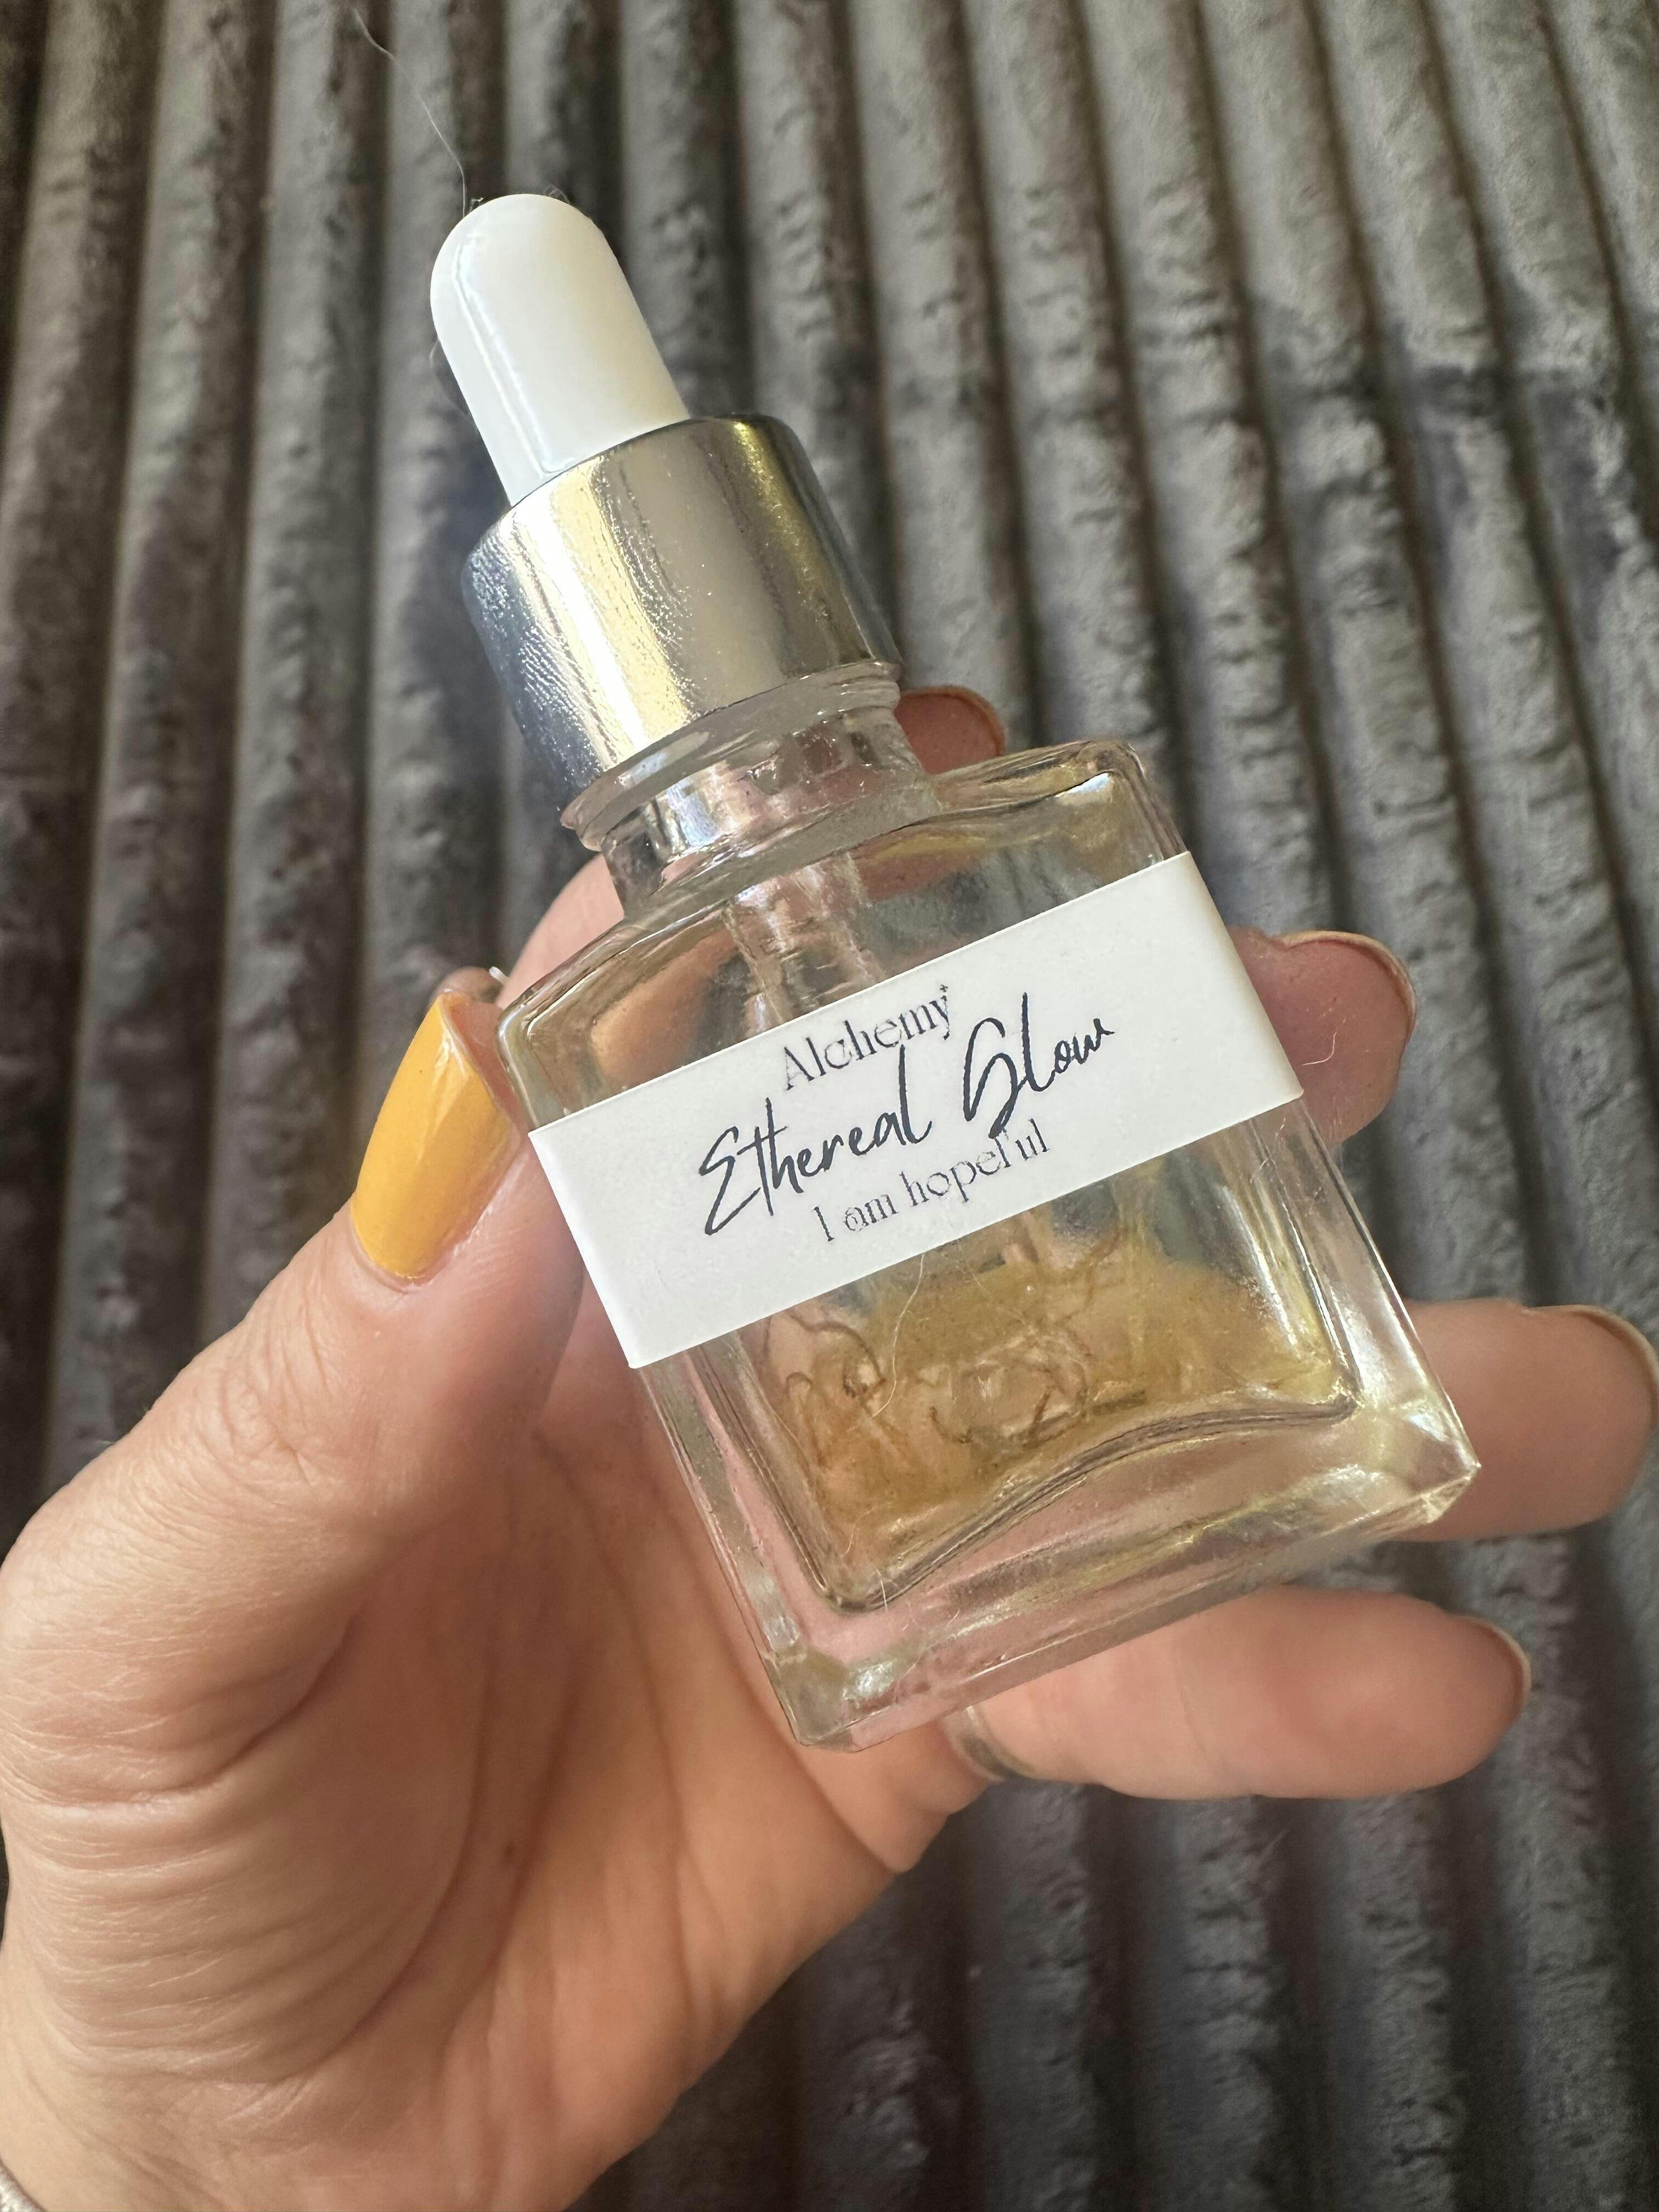 Alchemy
Ethereal Glow
I am hopeful